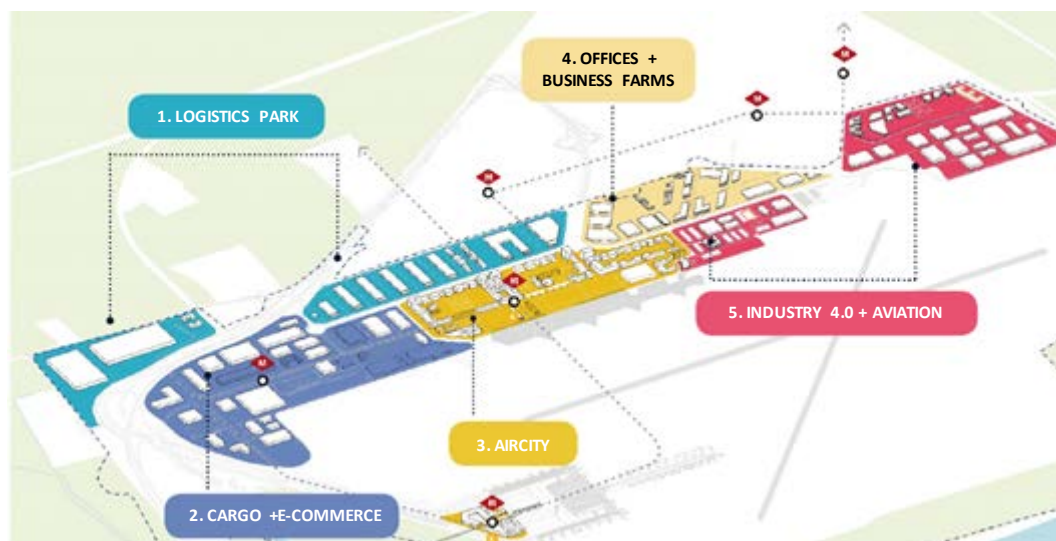 4. OFFICES +
BUSINESS FARMS
1. LOGISTICS PARK
5. INDUSTRY 4.0 + AVIATION
3. AIRCITY
2. CARGO +E-COMMERCE
M
M
M
M
M
M